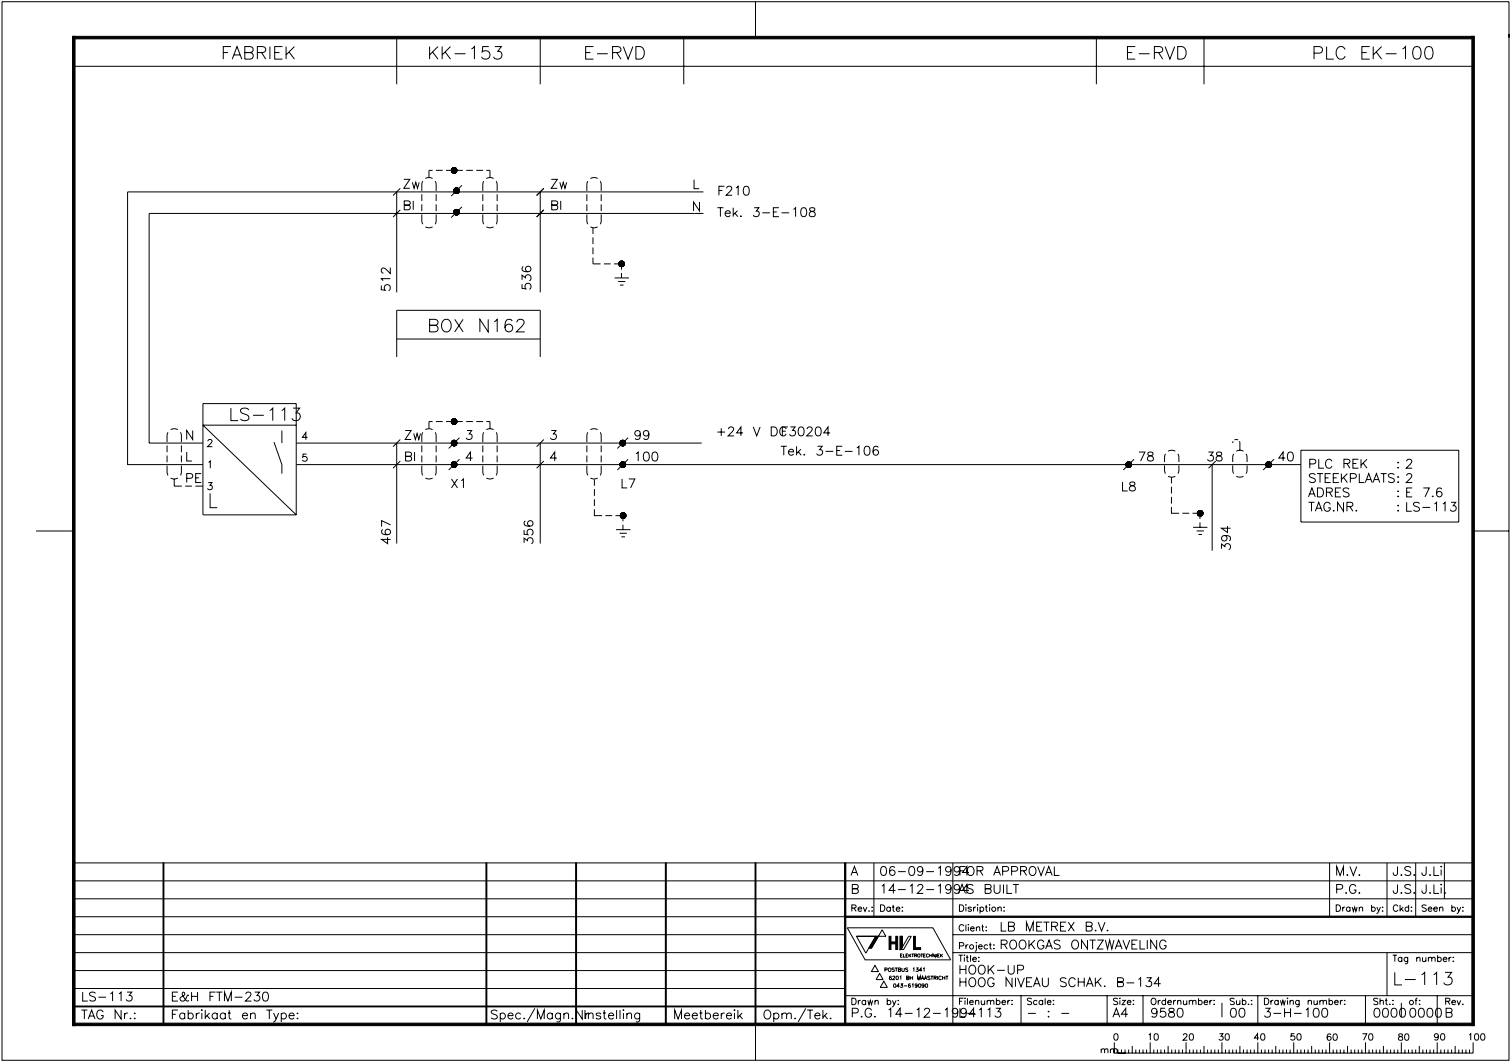 FABRIEK KK-153 E-RVD E-RVD PLC EK-100
Zw Zw L F210
Bl Bl N Tek. 3-E-108
512 536
BOX N162
LS-113
N 2 4 Zw 3 3 99 +24 V DC F30204
L 1 5 Bl 4 4 100 Tek. 3-E-106 78 38 40
PE 3 X1 L7 L8
L
467 356 394
PLC REK : 2
STEEKPLAATS: 2
ADRES : E 7.6
TAG.NR. : LS-113
A 06-09-1994 FOR APPROVAL M.V. J.S. J.Li
B 14-12-1994 AS BUILT P.G. J.S. J.Li.
Rev.: Date: Disription: Drawn by: Ckd: Seen by:
HVL
ELEKTROTECHNIEK
POSTBUS 1341
6201 BH MAASTRICHT
043-619090
Client: LB METREX B.V.
Project: ROOKGAS ONTZWAVELING
Title:
HOOK-UP
HOOG NIVEAU SCHAK. B-134
Tag number:
L-113
LS-113 E&H FTM-230
TAG Nr.: Fabrikaat en Type: Spec./Magn.Nr. Instelling Meetbereik Opm./Tek.
Drawn by: Filenumber: Scale: Size: Ordernumber: Sub.: Drawing number: Sht.: of: Rev.
P.G. 14-12-1994 L-113 - : - A4 9580 00 3-H-100 0000 0000 B
mm 0 10 20 30 40 50 60 70 80 90 100